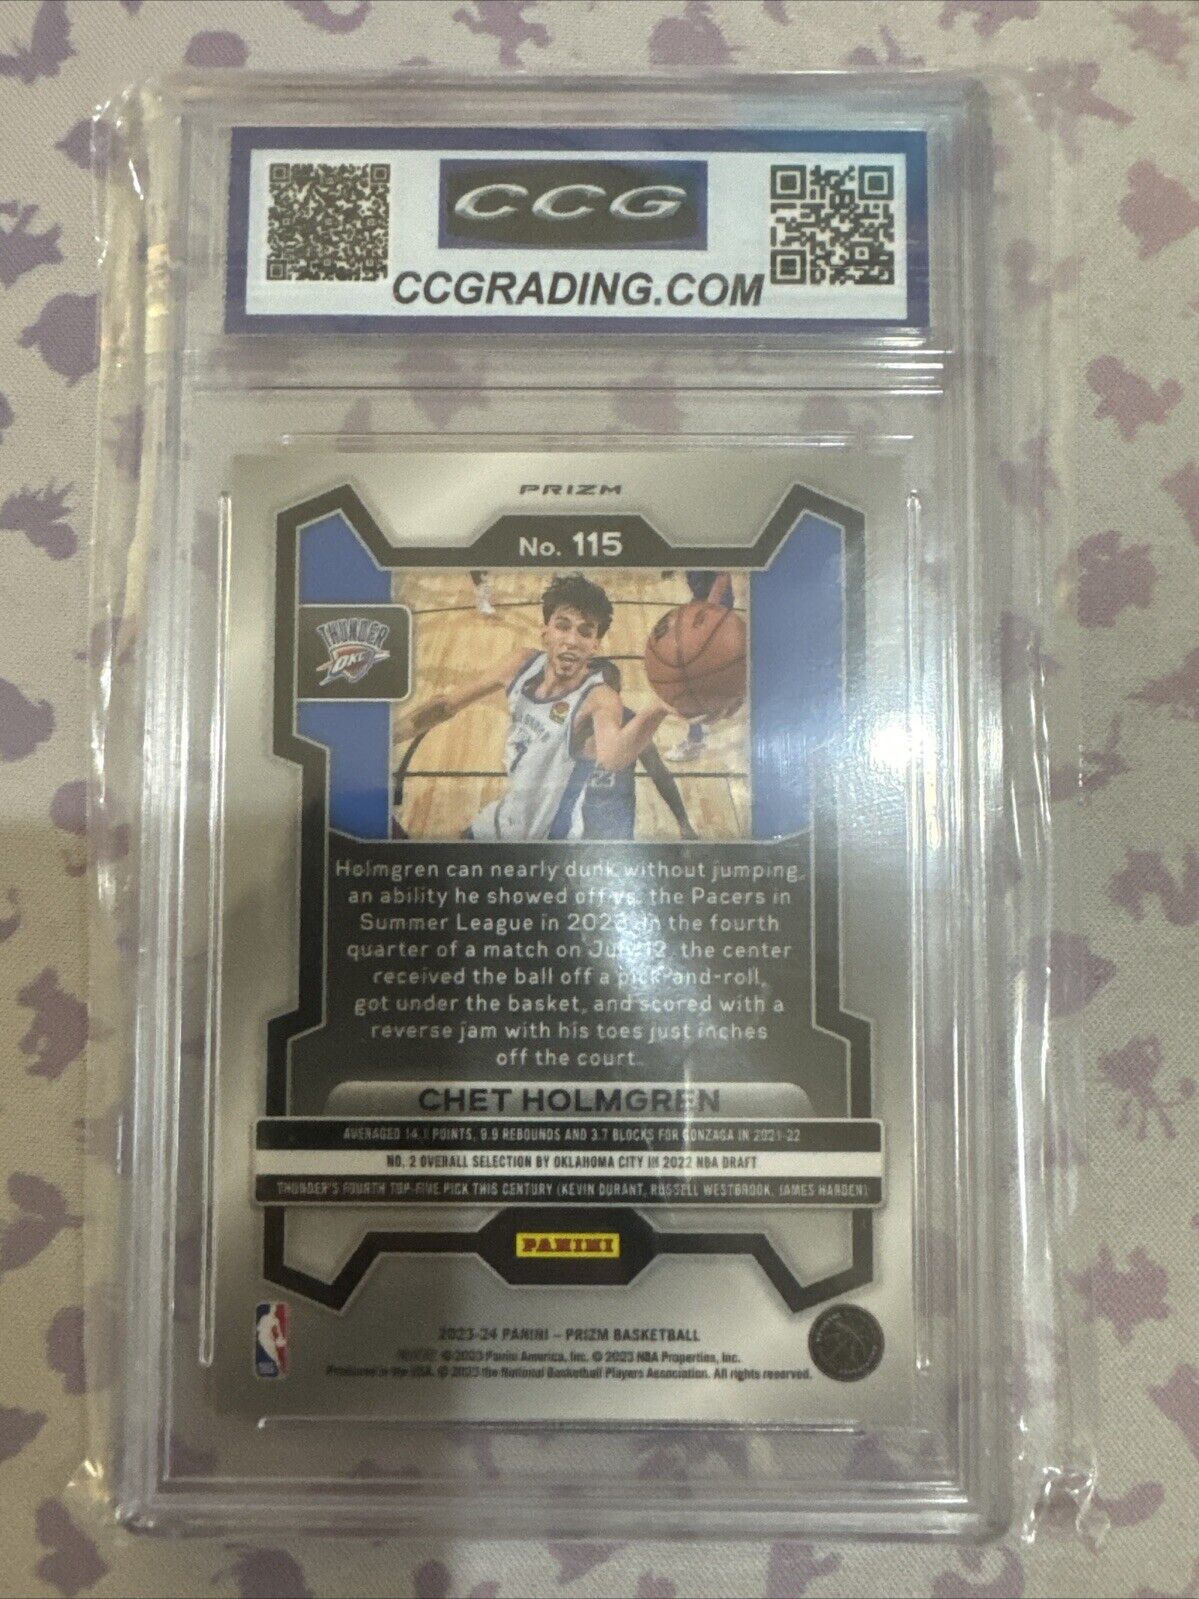 CCG
CCGRADING.COM
PRIZM
No. 115
THUNDER
OKC
Holmgren can nearly dunk without jumping,
an ability he showed off vs. the Pacers in
Summer League in 2023. In the fourth
quarter of a match on July 12, the center
received the ball off a pick-and-roll,
got under the basket, and scored with a
reverse jam with his toes just inches
off the court.
CHET HOLMGREN
AVERAGED 14.1 POINTS, 9.9 REBOUNDS AND 3.7 BLOCKS FOR GONZAGA IN 2021-22
NO. 2 OVERALL SELECTION BY OKLAHOMA CITY IN 2022 NBA DRAFT
THUNDER'S FOURTH TOP-FIVE PICK THIS CENTURY (KEVIN DURANT, RUSSELL WESTBROOK, JAMES HARDEN)
PANINI
2023-24 PANINI – PRIZM BASKETBALL
© 2023 Panini America, Inc. © 2023 NBA Properties, Inc.
Produced in the USA. © 2023 the National Basketball Players Association. All rights reserved.